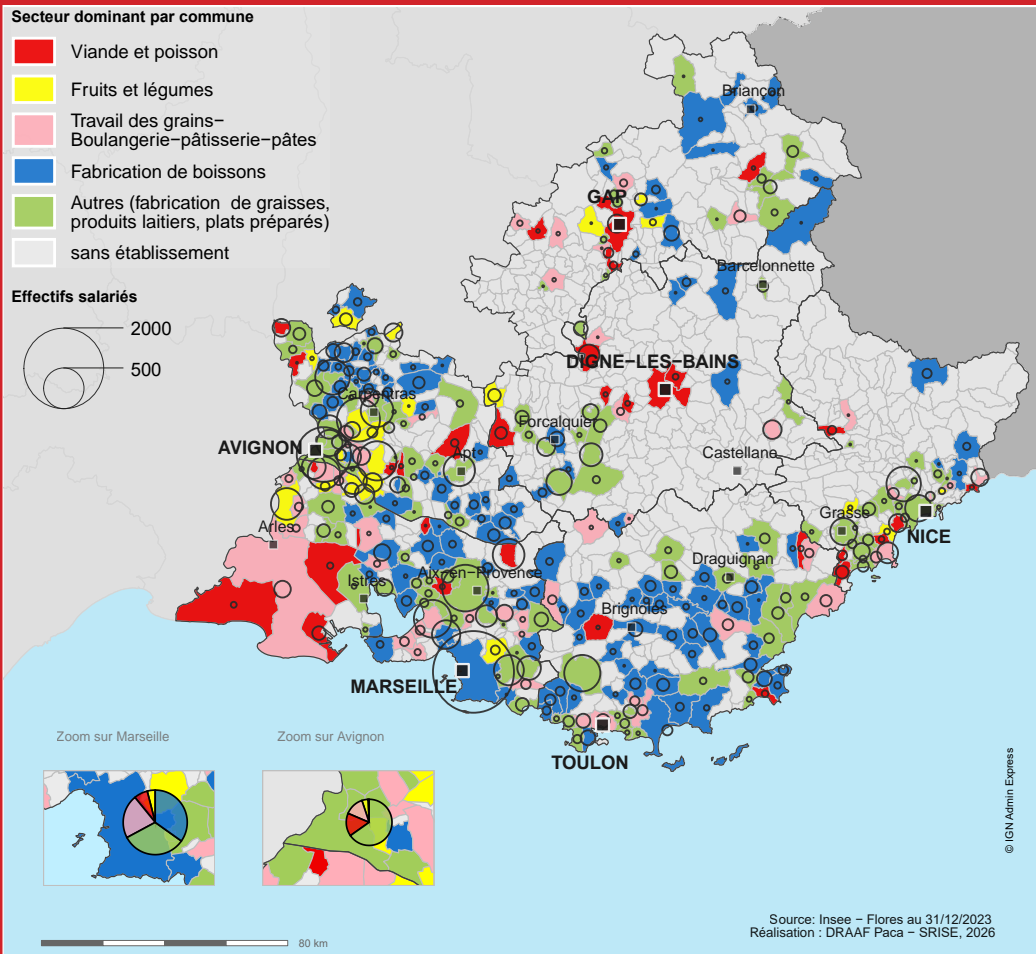 Secteur dominant par commune
Viande et poisson
Fruits et légumes
Travail des grains−
Boulangerie−pâtisserie−pâtes
Fabrication de boissons
Autres (fabrication de graisses,
produits laitiers, plats préparés)
sans établissement
Effectifs salariés
2000
500
Briançon
GAP
Barcelonnette
DIGNE−LES−BAINS
Carpentras
Forcalquier
AVIGNON
Apt
Castellane
Arles
Grasse
NICE
Istres
Aix−en−Provence
Draguignan
Brignoles
MARSEILLE
TOULON
Zoom sur Marseille
Zoom sur Avignon
© IGN Admin Express
Source: Insee − Flores au 31/12/2023
Réalisation : DRAAF Paca − SRISE, 2026
80 km